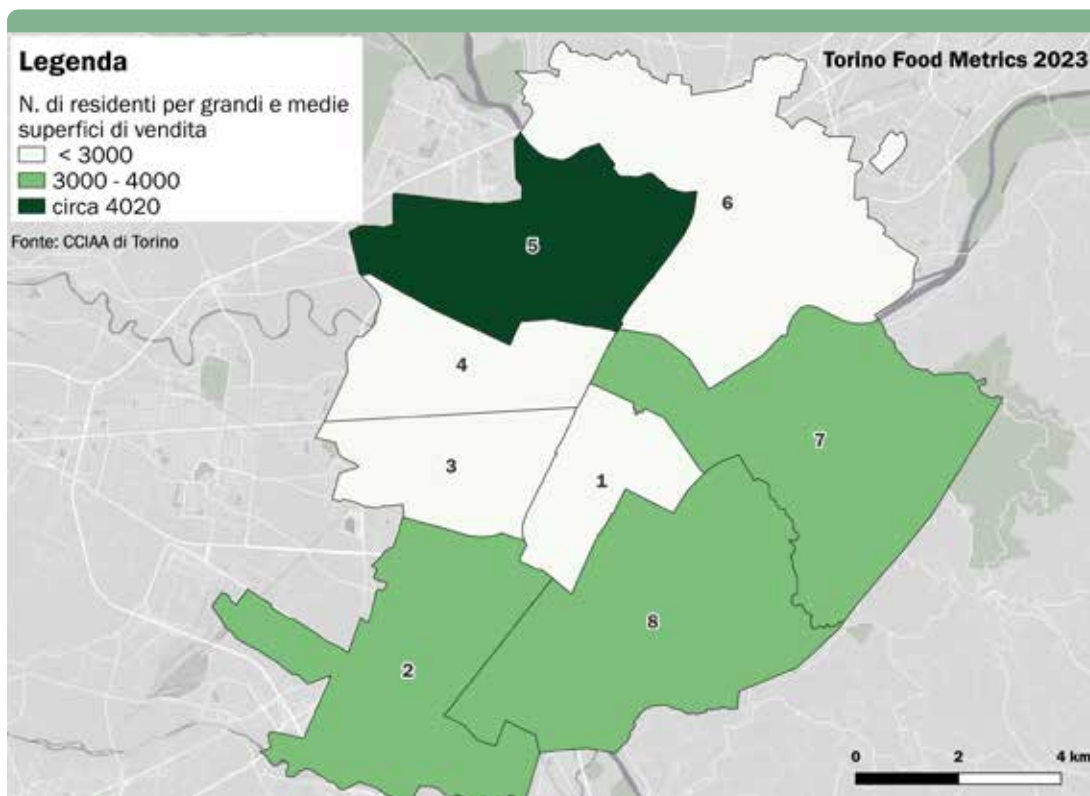 Legenda
N. di residenti per grandi e medie
superfici di vendita
< 3000
3000 - 4000
circa 4020
Fonte: CCIAA di Torino
Torino Food Metrics 2023
6
5
4
7
3
1
8
2
0 2 4 km